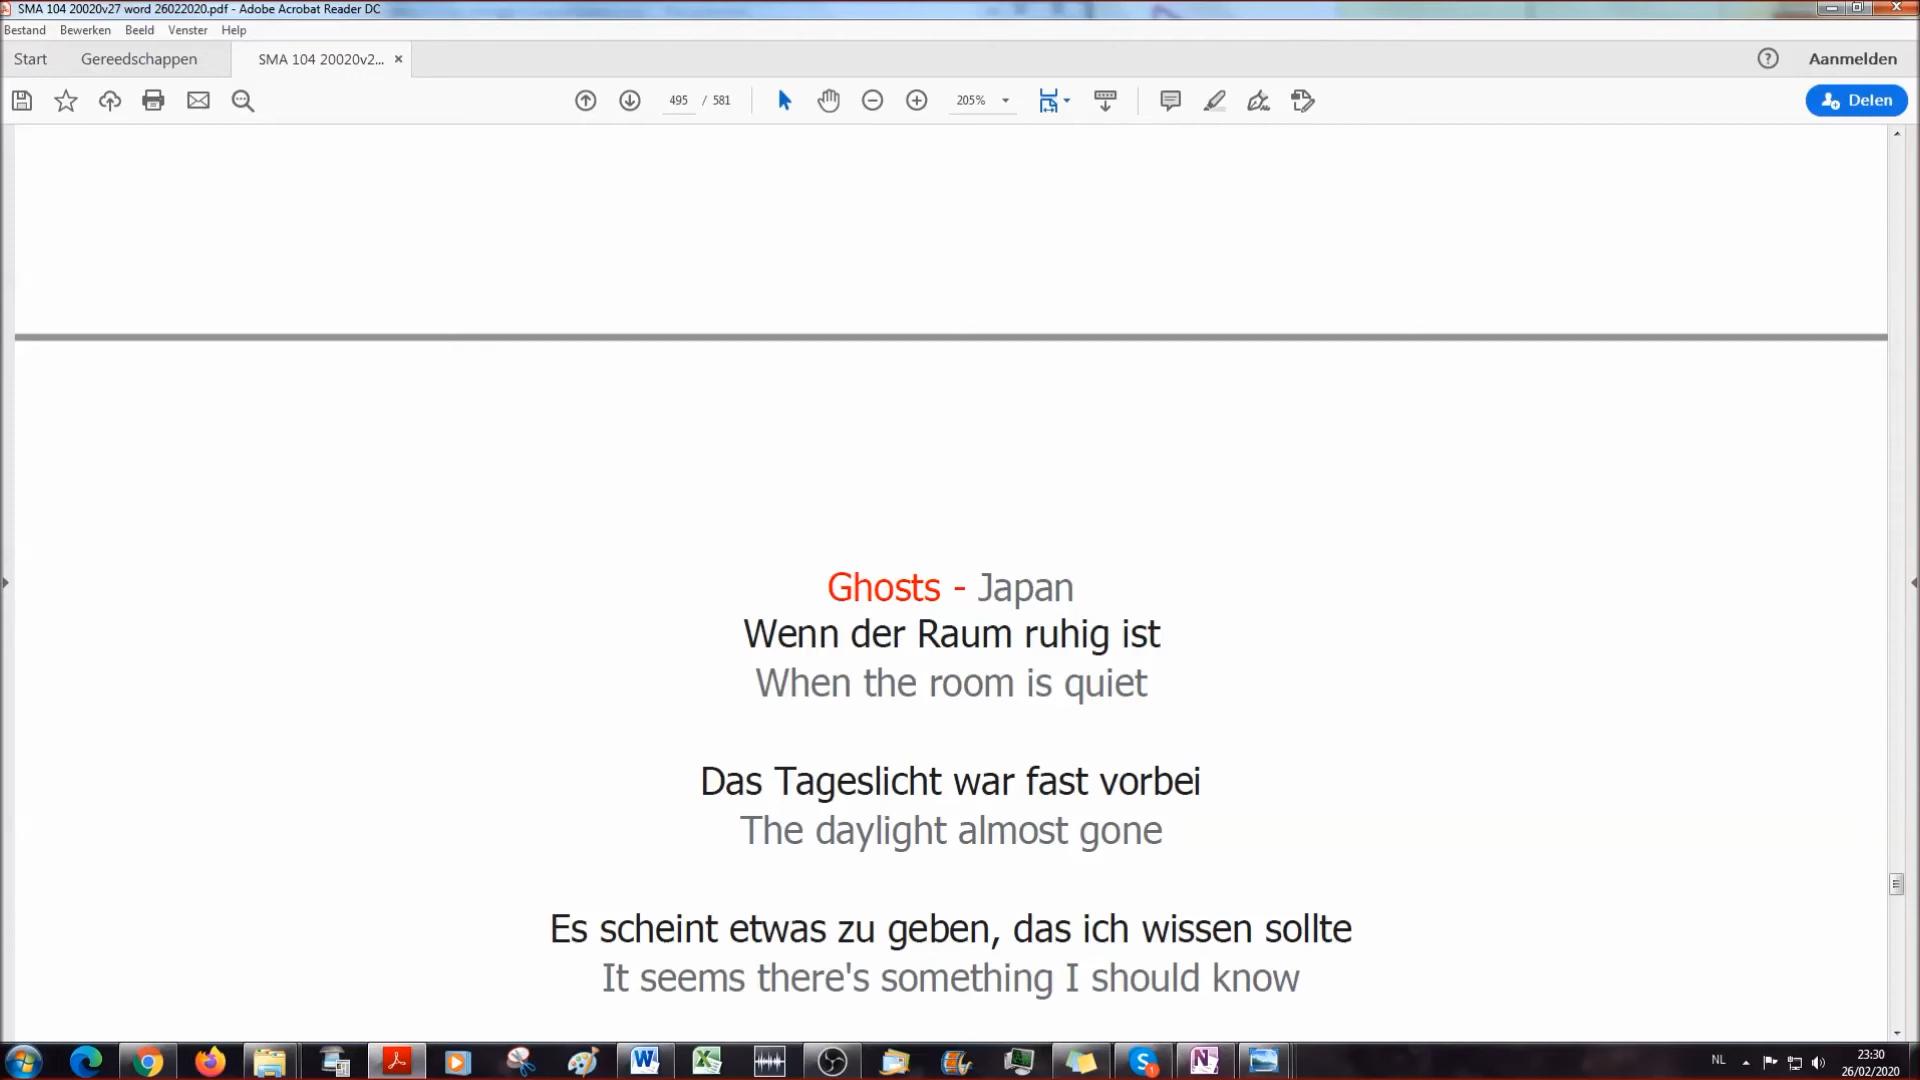 SMA 104 20020v27 word 26022020.pdf - Adobe Acrobat Reader DC
Bestand Bewerken Beeld Venster Help
Start Gereedschappen SMA 104 20020v2... × Aanmelden
495 / 581 205% Delen
Ghosts - Japan
Wenn der Raum ruhig ist
When the room is quiet
Das Tageslicht war fast vorbei
The daylight almost gone
Es scheint etwas zu geben, das ich wissen sollte
It seems there's something I should know
NL 23:30
26/02/2020